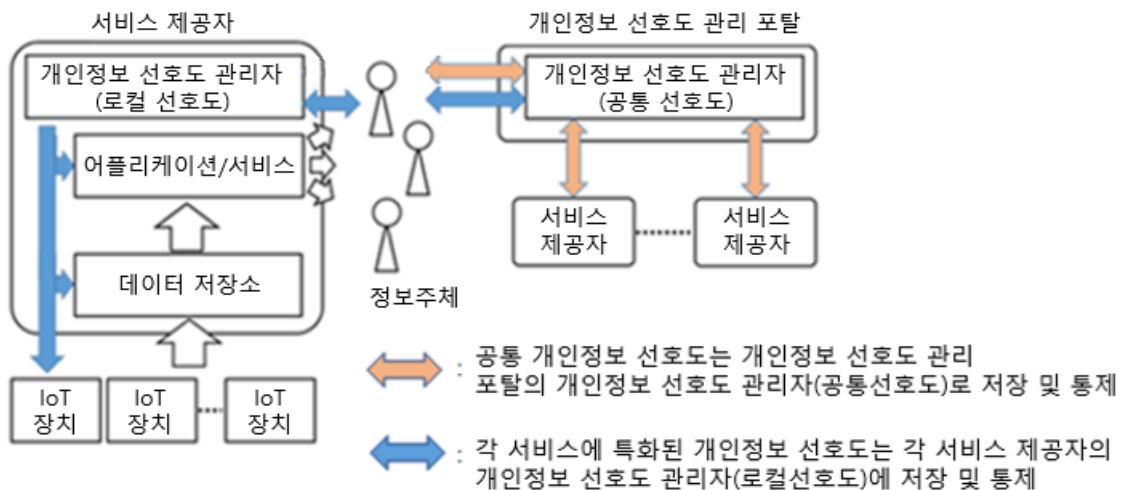 서비스 제공자
개인정보 선호도 관리자
(로컬 선호도)
어플리케이션/서비스
데이터 저장소
IoT
장치
IoT
장치
IoT
장치
정보주체
개인정보 선호도 관리 포탈
개인정보 선호도 관리자
(공통 선호도)
서비스
제공자
서비스
제공자
: 공통 개인정보 선호도는 개인정보 선호도 관리
포탈의 개인정보 선호도 관리자(공통선호도)로 저장 및 통제
: 각 서비스에 특화된 개인정보 선호도는 각 서비스 제공자의
개인정보 선호도 관리자(로컬선호도)에 저장 및 통제